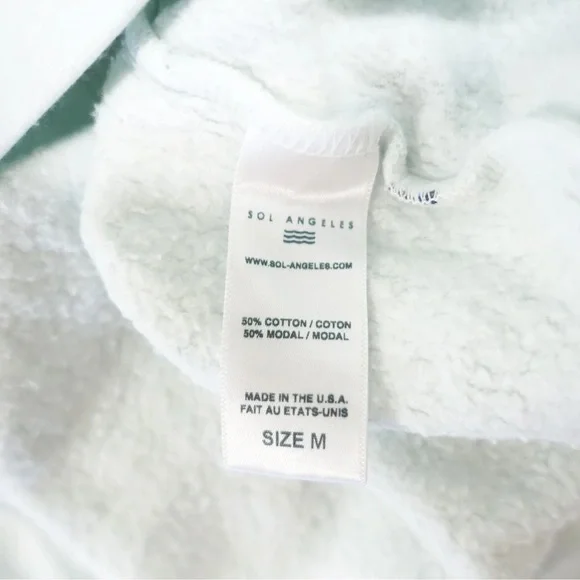 SOL ANGELES
WWW.SOL-ANGELES.COM
50% COTTON / COTON
50% MODAL / MODAL
MADE IN THE U.S.A.
FAIT AU ETATS-UNIS
SIZE M